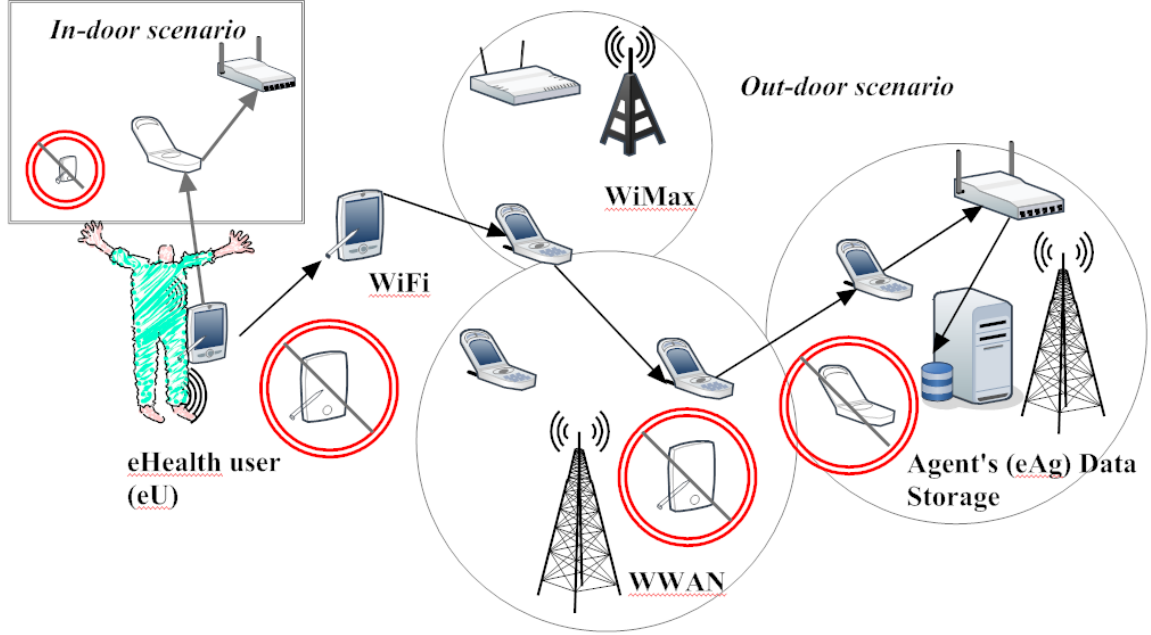 In-door scenario
Out-door scenario
WiMax
WiFi
eHealth user
(eU)
Agent's (eAg) Data
Storage
WWAN